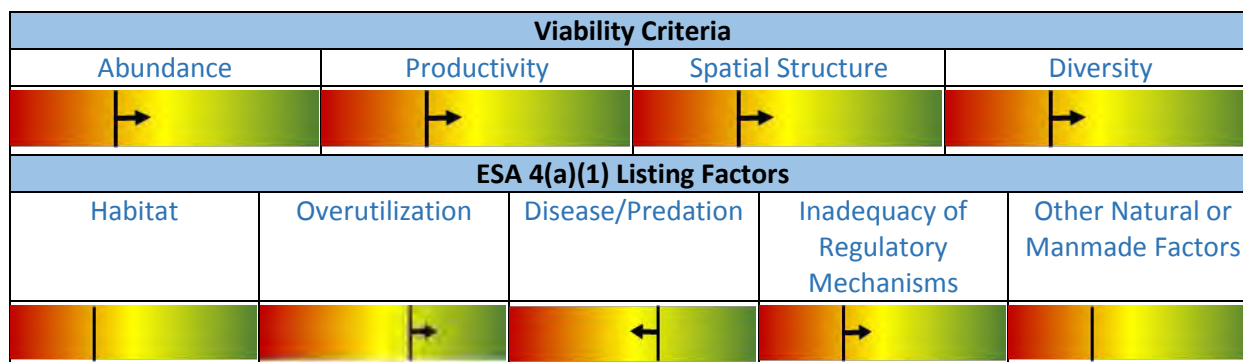 Viability Criteria
Abundance Productivity Spatial Structure Diversity
ESA 4(a)(1) Listing Factors
Habitat Overutilization Disease/Predation Inadequacy of Other Natural or
Regulatory Manmade Factors
Mechanisms